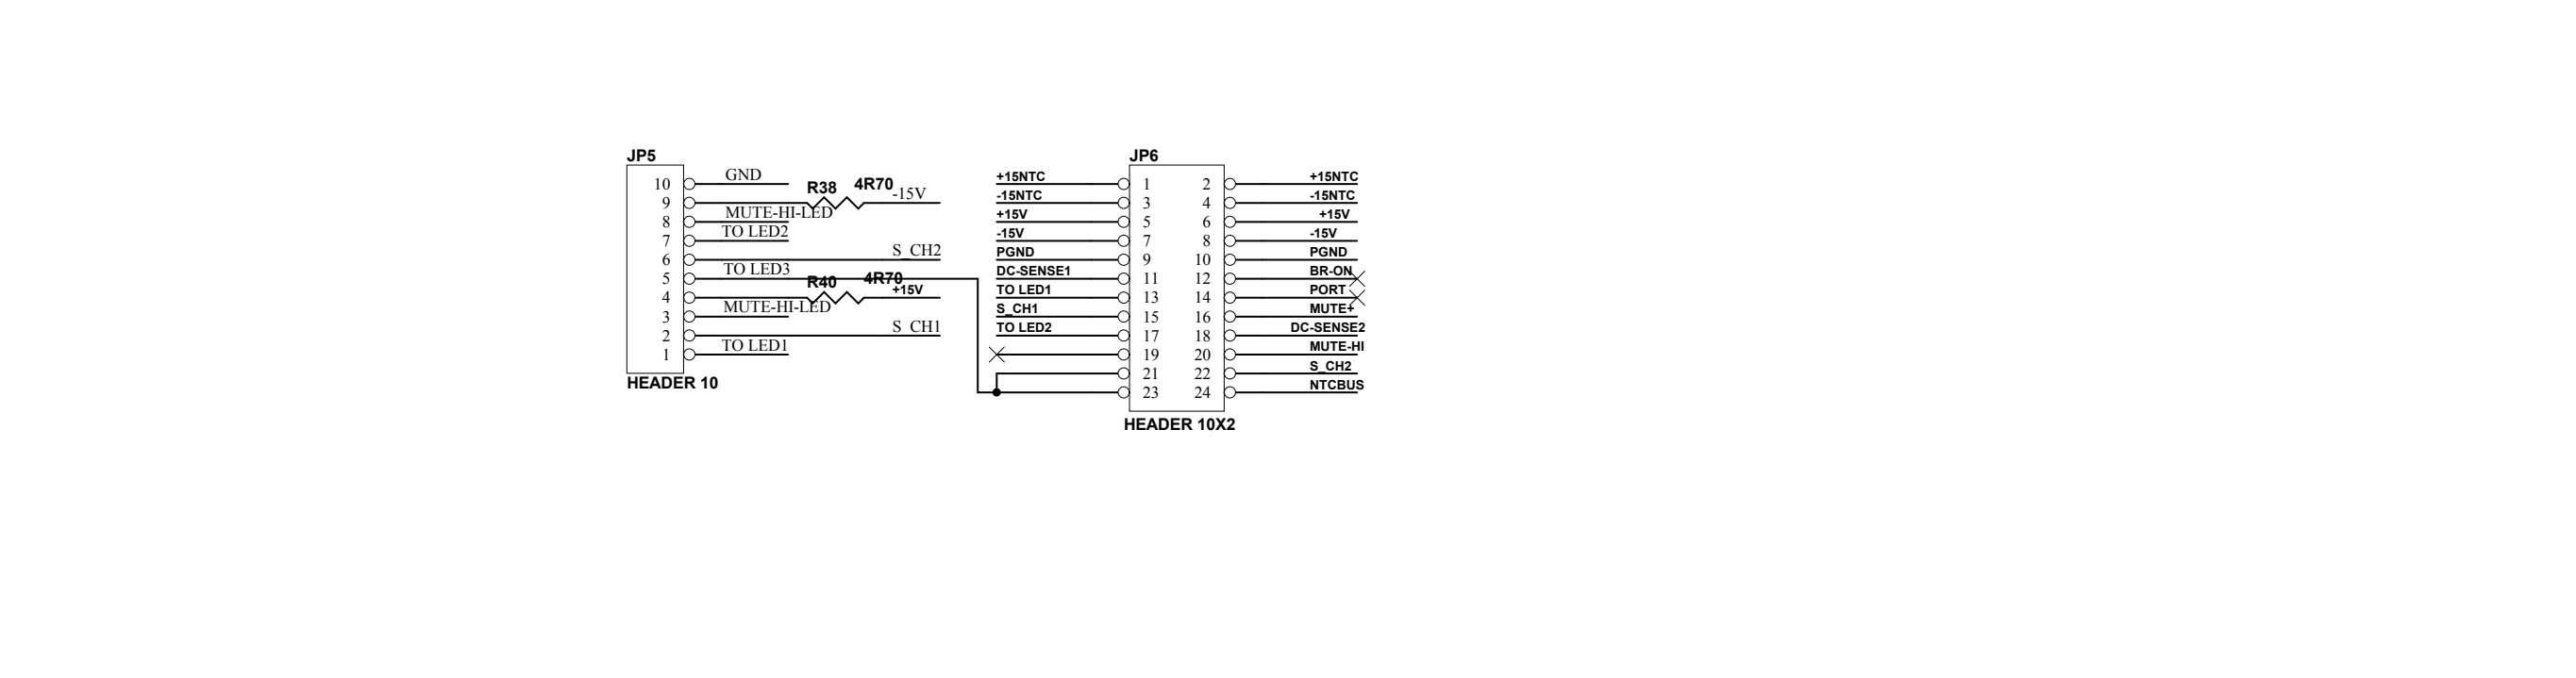 JP5
10 GND
9 R38 4R70 -15V
8 MUTE-HI-LED
7 TO LED2
6 S_CH2
5 TO LED3
4 R40 4R70 +15V
3 MUTE-HI-LED
2 S_CH1
1 TO LED1
HEADER 10
JP6
+15NTC 1 2 +15NTC
-15NTC 3 4 -15NTC
+15V 5 6 +15V
-15V 7 8 -15V
PGND 9 10 PGND
DC-SENSE1 11 12 BR-ON
TO LED1 13 14 PORT
S_CH1 15 16 MUTE+
TO LED2 17 18 DC-SENSE2
19 20 MUTE-HI
21 22 S_CH2
23 24 NTCBUS
HEADER 10X2